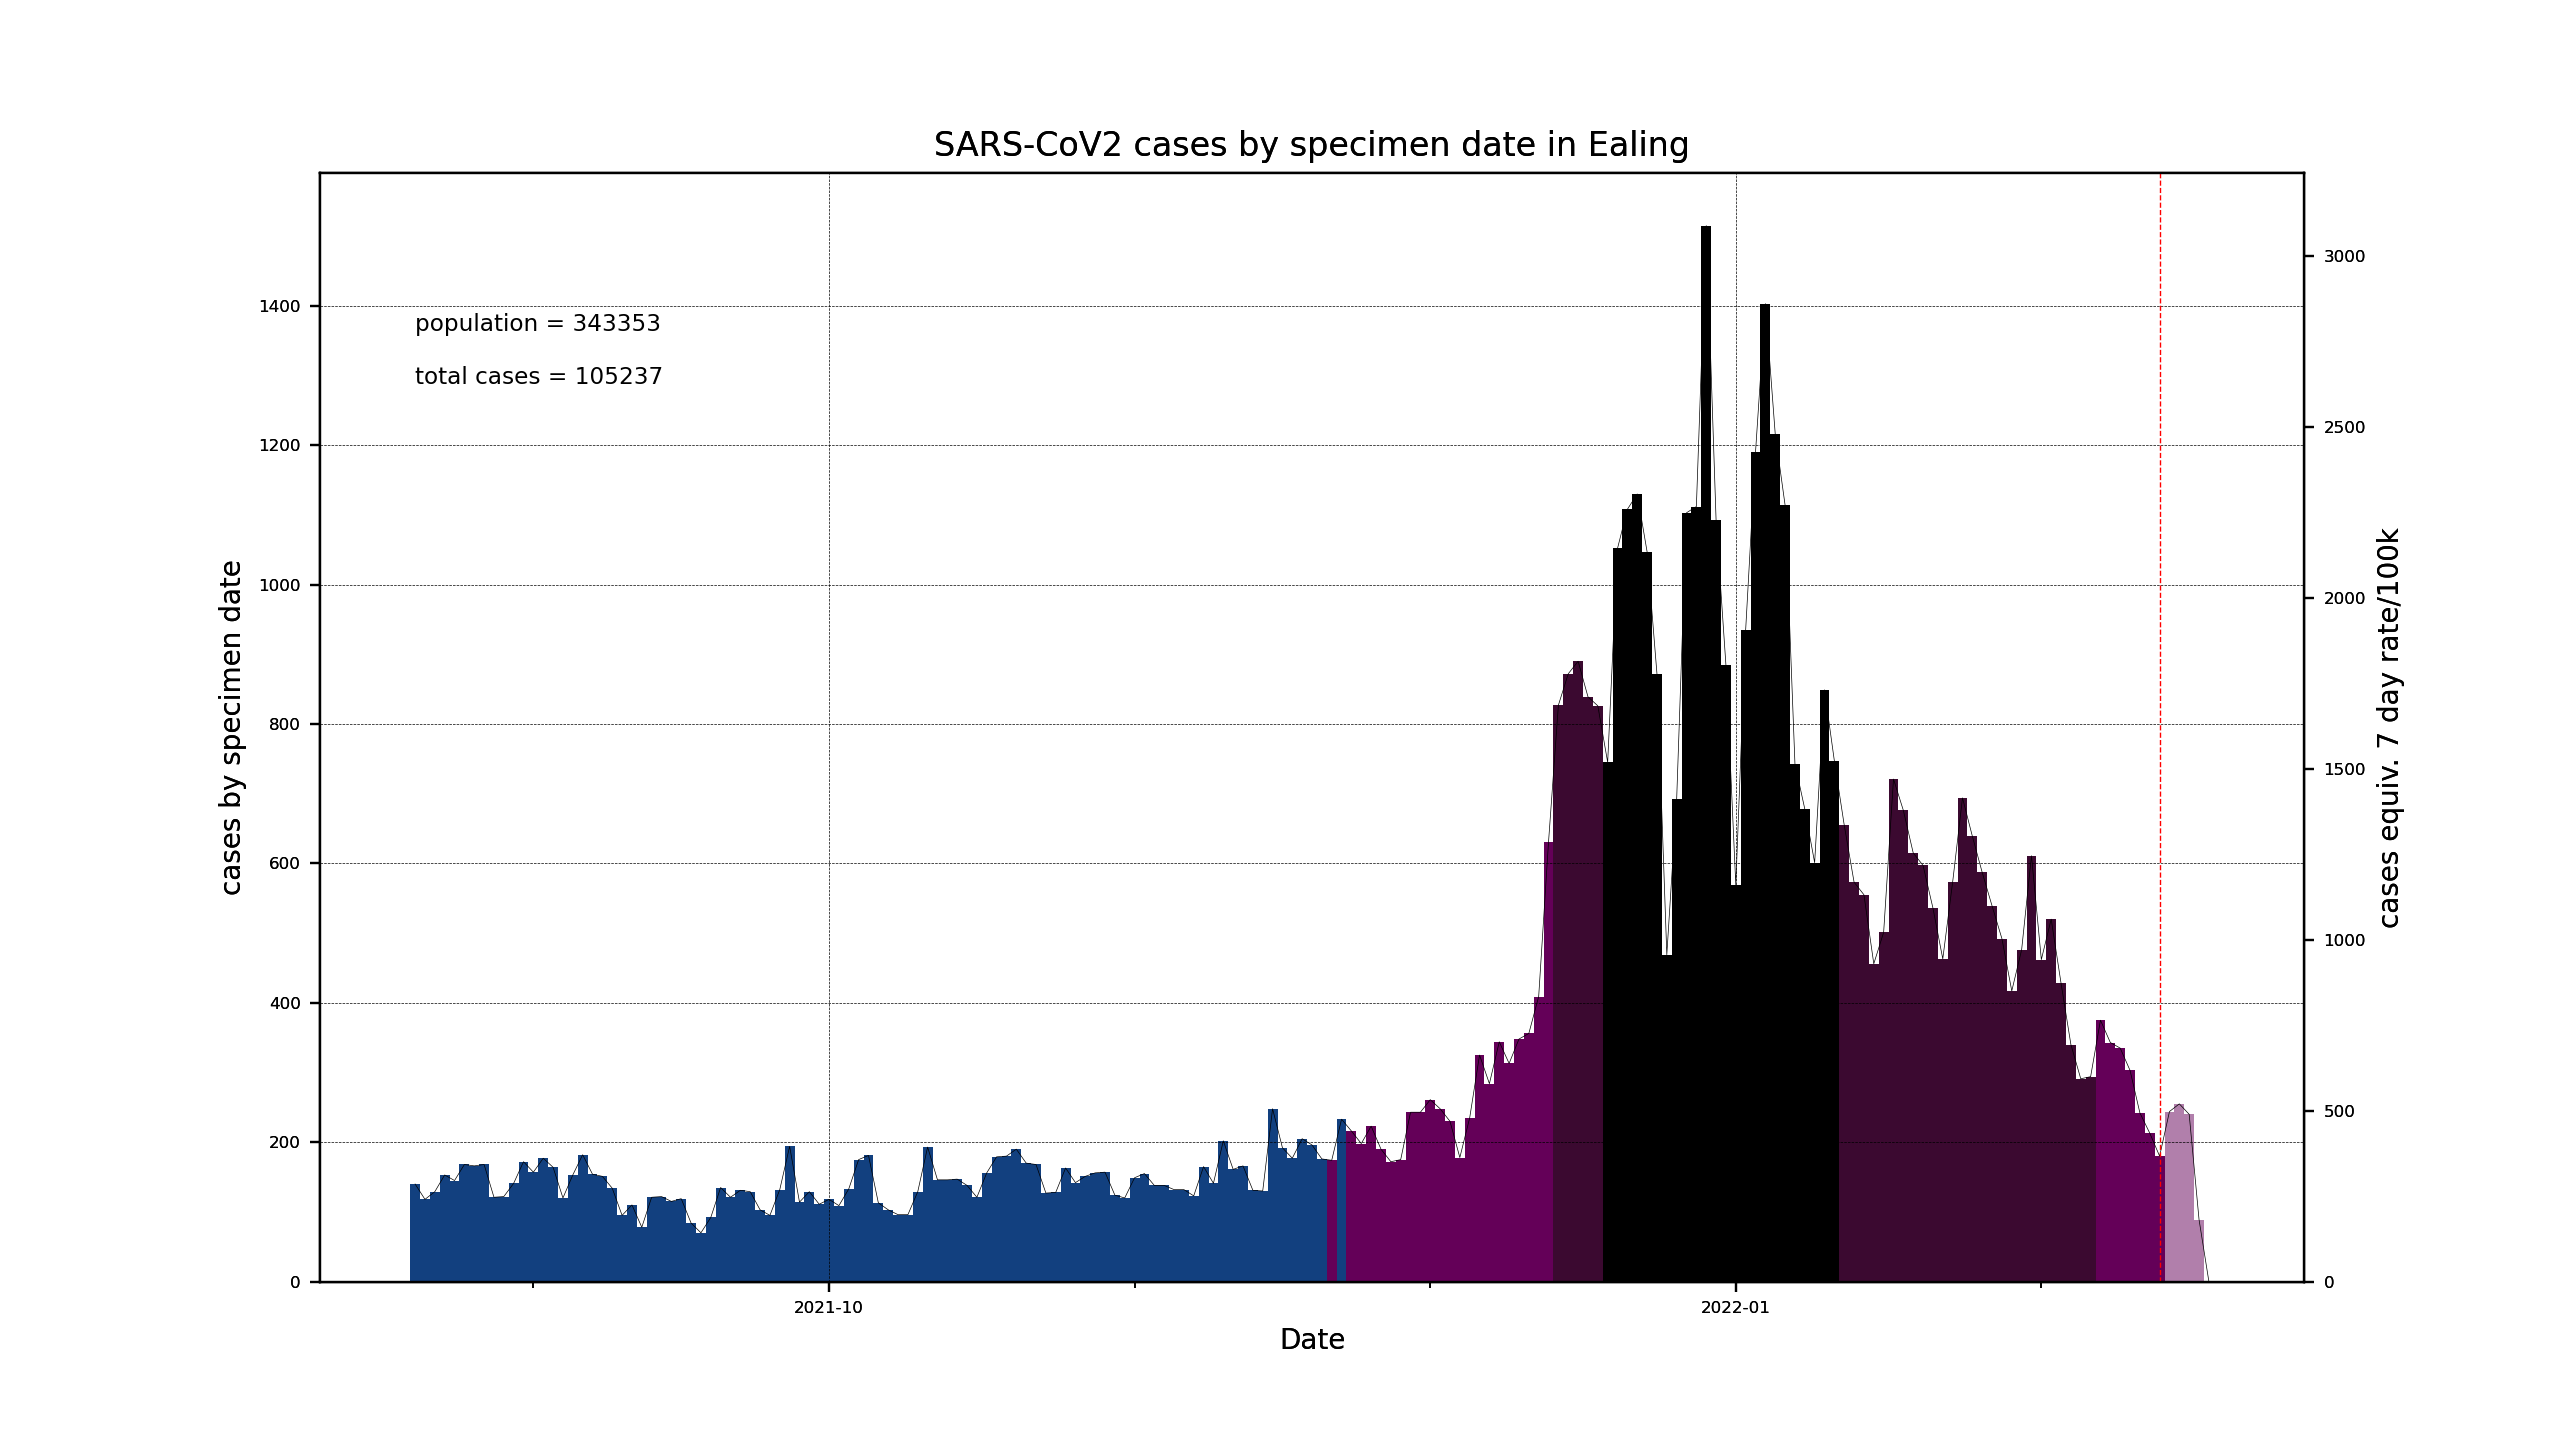 SARS-CoV2 cases by specimen date in Ealing
population = 343353
total cases = 105237
cases by specimen date
1400
1200
1000
800
600
400
200
0
3000
2500
2000
1500
1000
500
0
cases equiv. 7 day rate/100k
2021-10
2022-01
Date